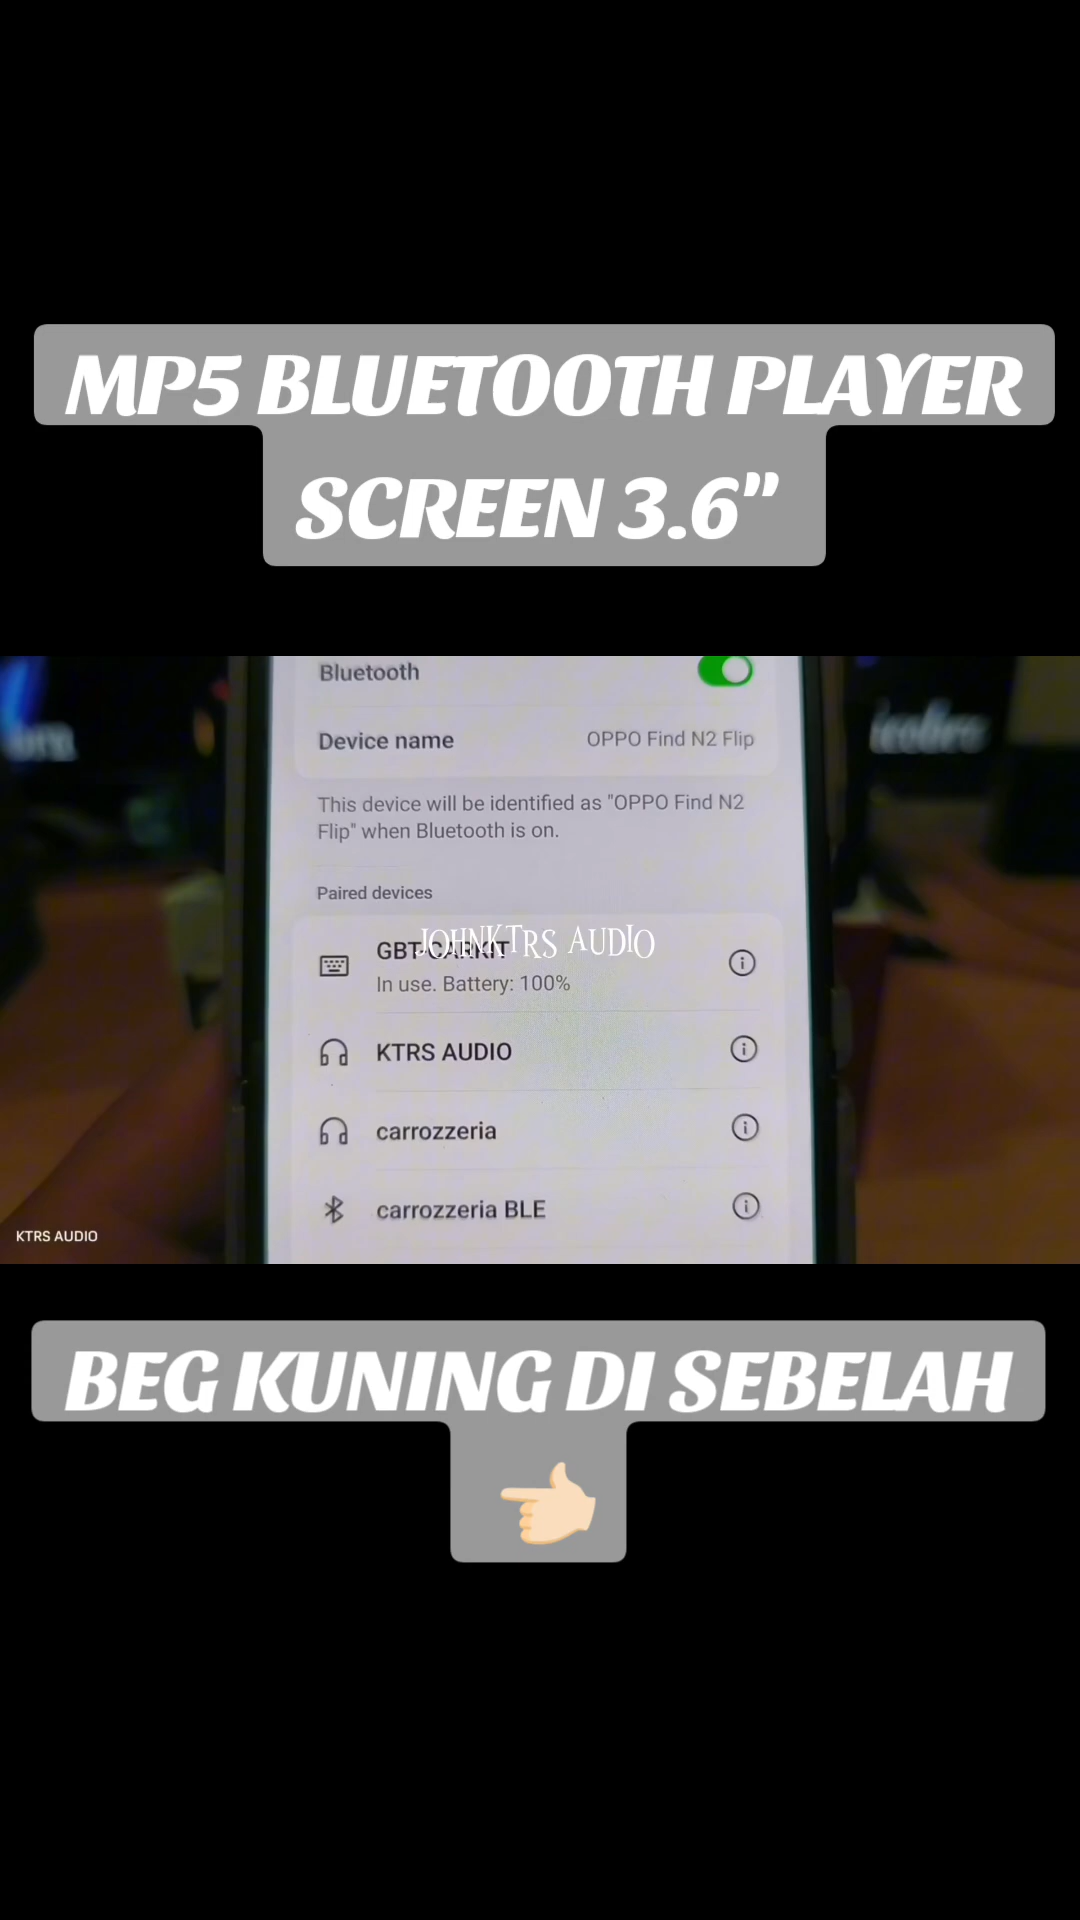 MP5 BLUETOOTH PLAYER
SCREEN 3.6"
Bluetooth
Device name OPPO Find N2 Flip
This device will be identified as "OPPO Find N2
Flip" when Bluetooth is on.
Paired devices
GBT CARKIT
JOHNKTRS AUDIO
In use. Battery: 100%
KTRS AUDIO
carrozzeria
carrozzeria BLE
KTRS AUDIO
BEG KUNING DI SEBELAH
👈🏻